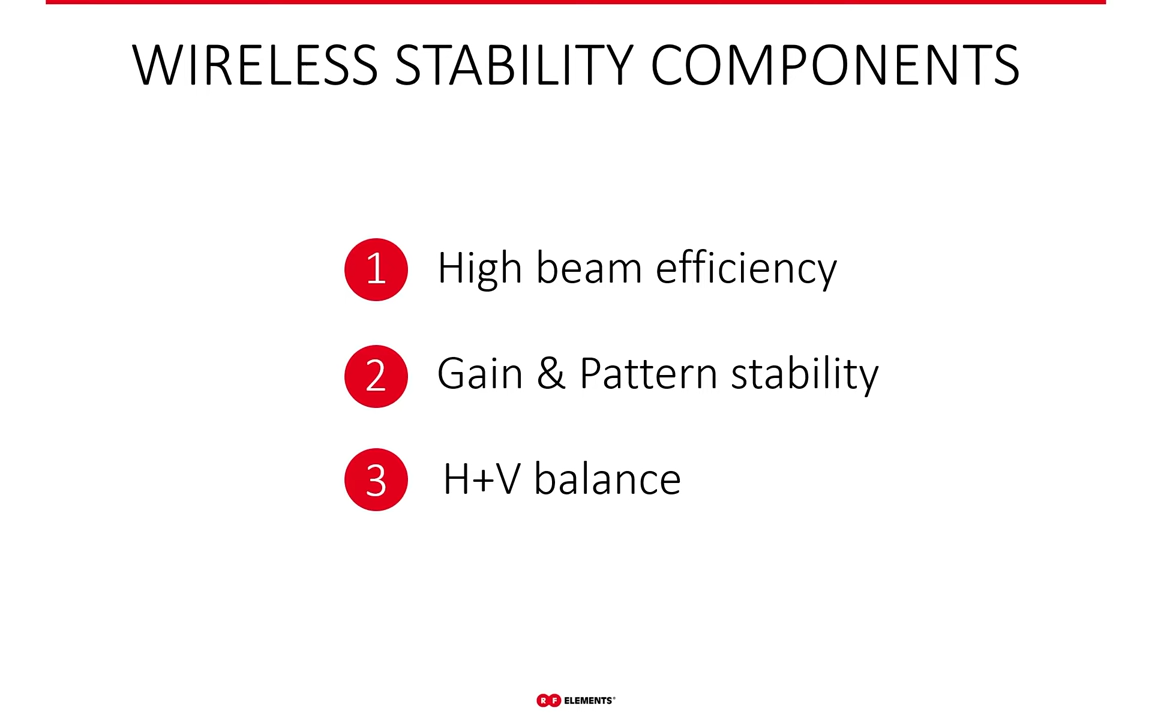 WIRELESS STABILITY COMPONENTS
1 High beam efficiency
2 Gain & Pattern stability
3 H+V balance
RF ELEMENTS®